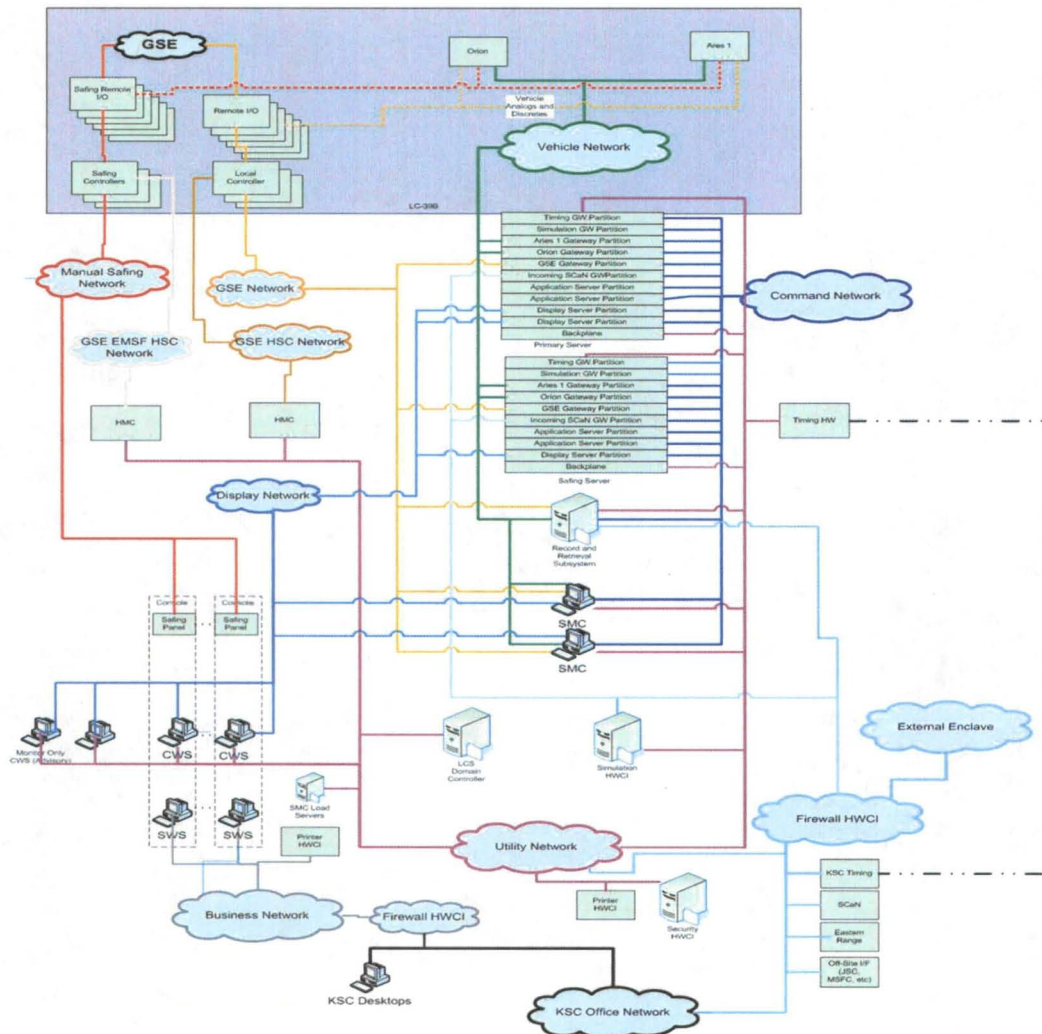 GSE
Orion
Ares 1
Safing Remote
I/O
Remote I/O
Vehicle
Analogs and
Discretes
Vehicle Network
Safing
Controllers
Local
Controller
LC-39B
Timing GW Partition
Simulation GW Partition
Aries 1 Gateway Partition
Orion Gateway Partition
GSE Gateway Partition
Incoming SCaN GWPartition
Application Server Partition
Application Server Partition
Display Server Partition
Display Server Partition
Backplane
Primary Server
Manual Safing
Network
GSE Network
Command Network
GSE EMSF HSC
Network
GSE HSC Network
Timing GW Partition
Simulation GW Partition
Aries 1 Gateway Partition
Orion Gateway Partition
GSE Gateway Partition
Incoming SCaN GW Partition
Application Server Partition
Application Server Partition
Display Server Partition
Backplane
Safing Server
HMC
HMC
Timing HW
Display Network
Record and
Retrieval
Subsystem
Console
Safing
Panel
Console
Safing
Panel
SMC
SMC
Monitor Only
CWS (Advisory)
CWS
CWS
LCS
Domain
Controller
Simulation
HWCI
External Enclave
SMC Load
Servers
SWS
SWS
Printer
HWCI
Utility Network
Firewall HWCI
KSC Timing
SCaN
Eastern
Range
Off-Site I/F
(JSC,
MSFC, etc)
Printer
HWCI
Security
HWCI
Business Network
Firewall HWCI
KSC Desktops
KSC Office Network